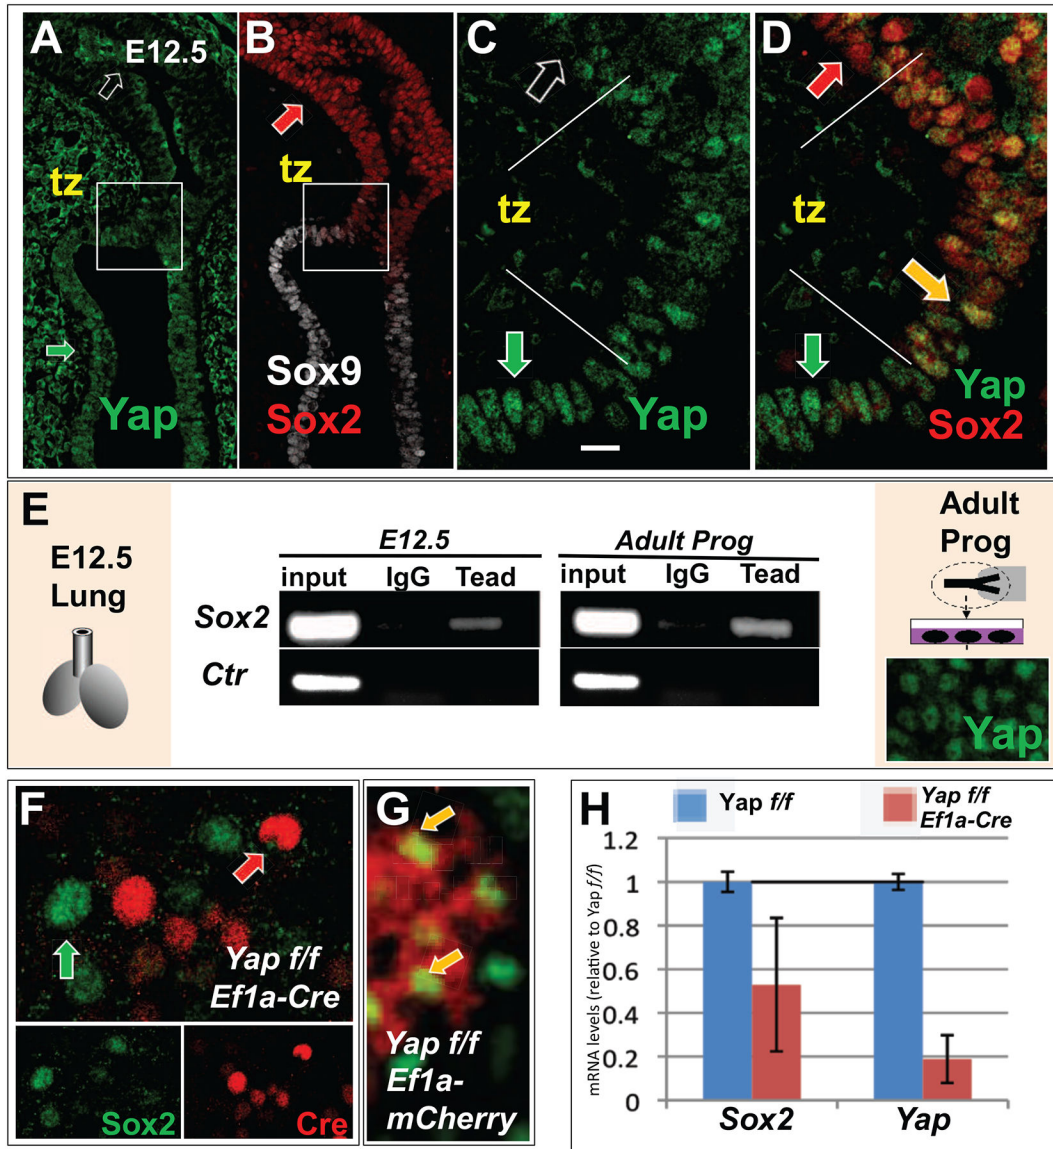 A
E12.5
tz
Yap
B
tz
Sox9
Sox2
C
tz
Yap
D
tz
Yap
Sox2
E
E12.5
Lung
E12.5
Adult Prog
input IgG Tead
input IgG Tead
Sox2
Ctr
Adult
Prog
Yap
F
Yap f/f
Ef1a-Cre
Sox2
Cre
G
Yap f/f
Ef1a-
mCherry
H
Yap f/f
Yap f/f
Ef1a-Cre
mRNA levels (relative to Yap f/f)
1.2
1
0.8
0.6
0.4
0.2
0
Sox2
Yap